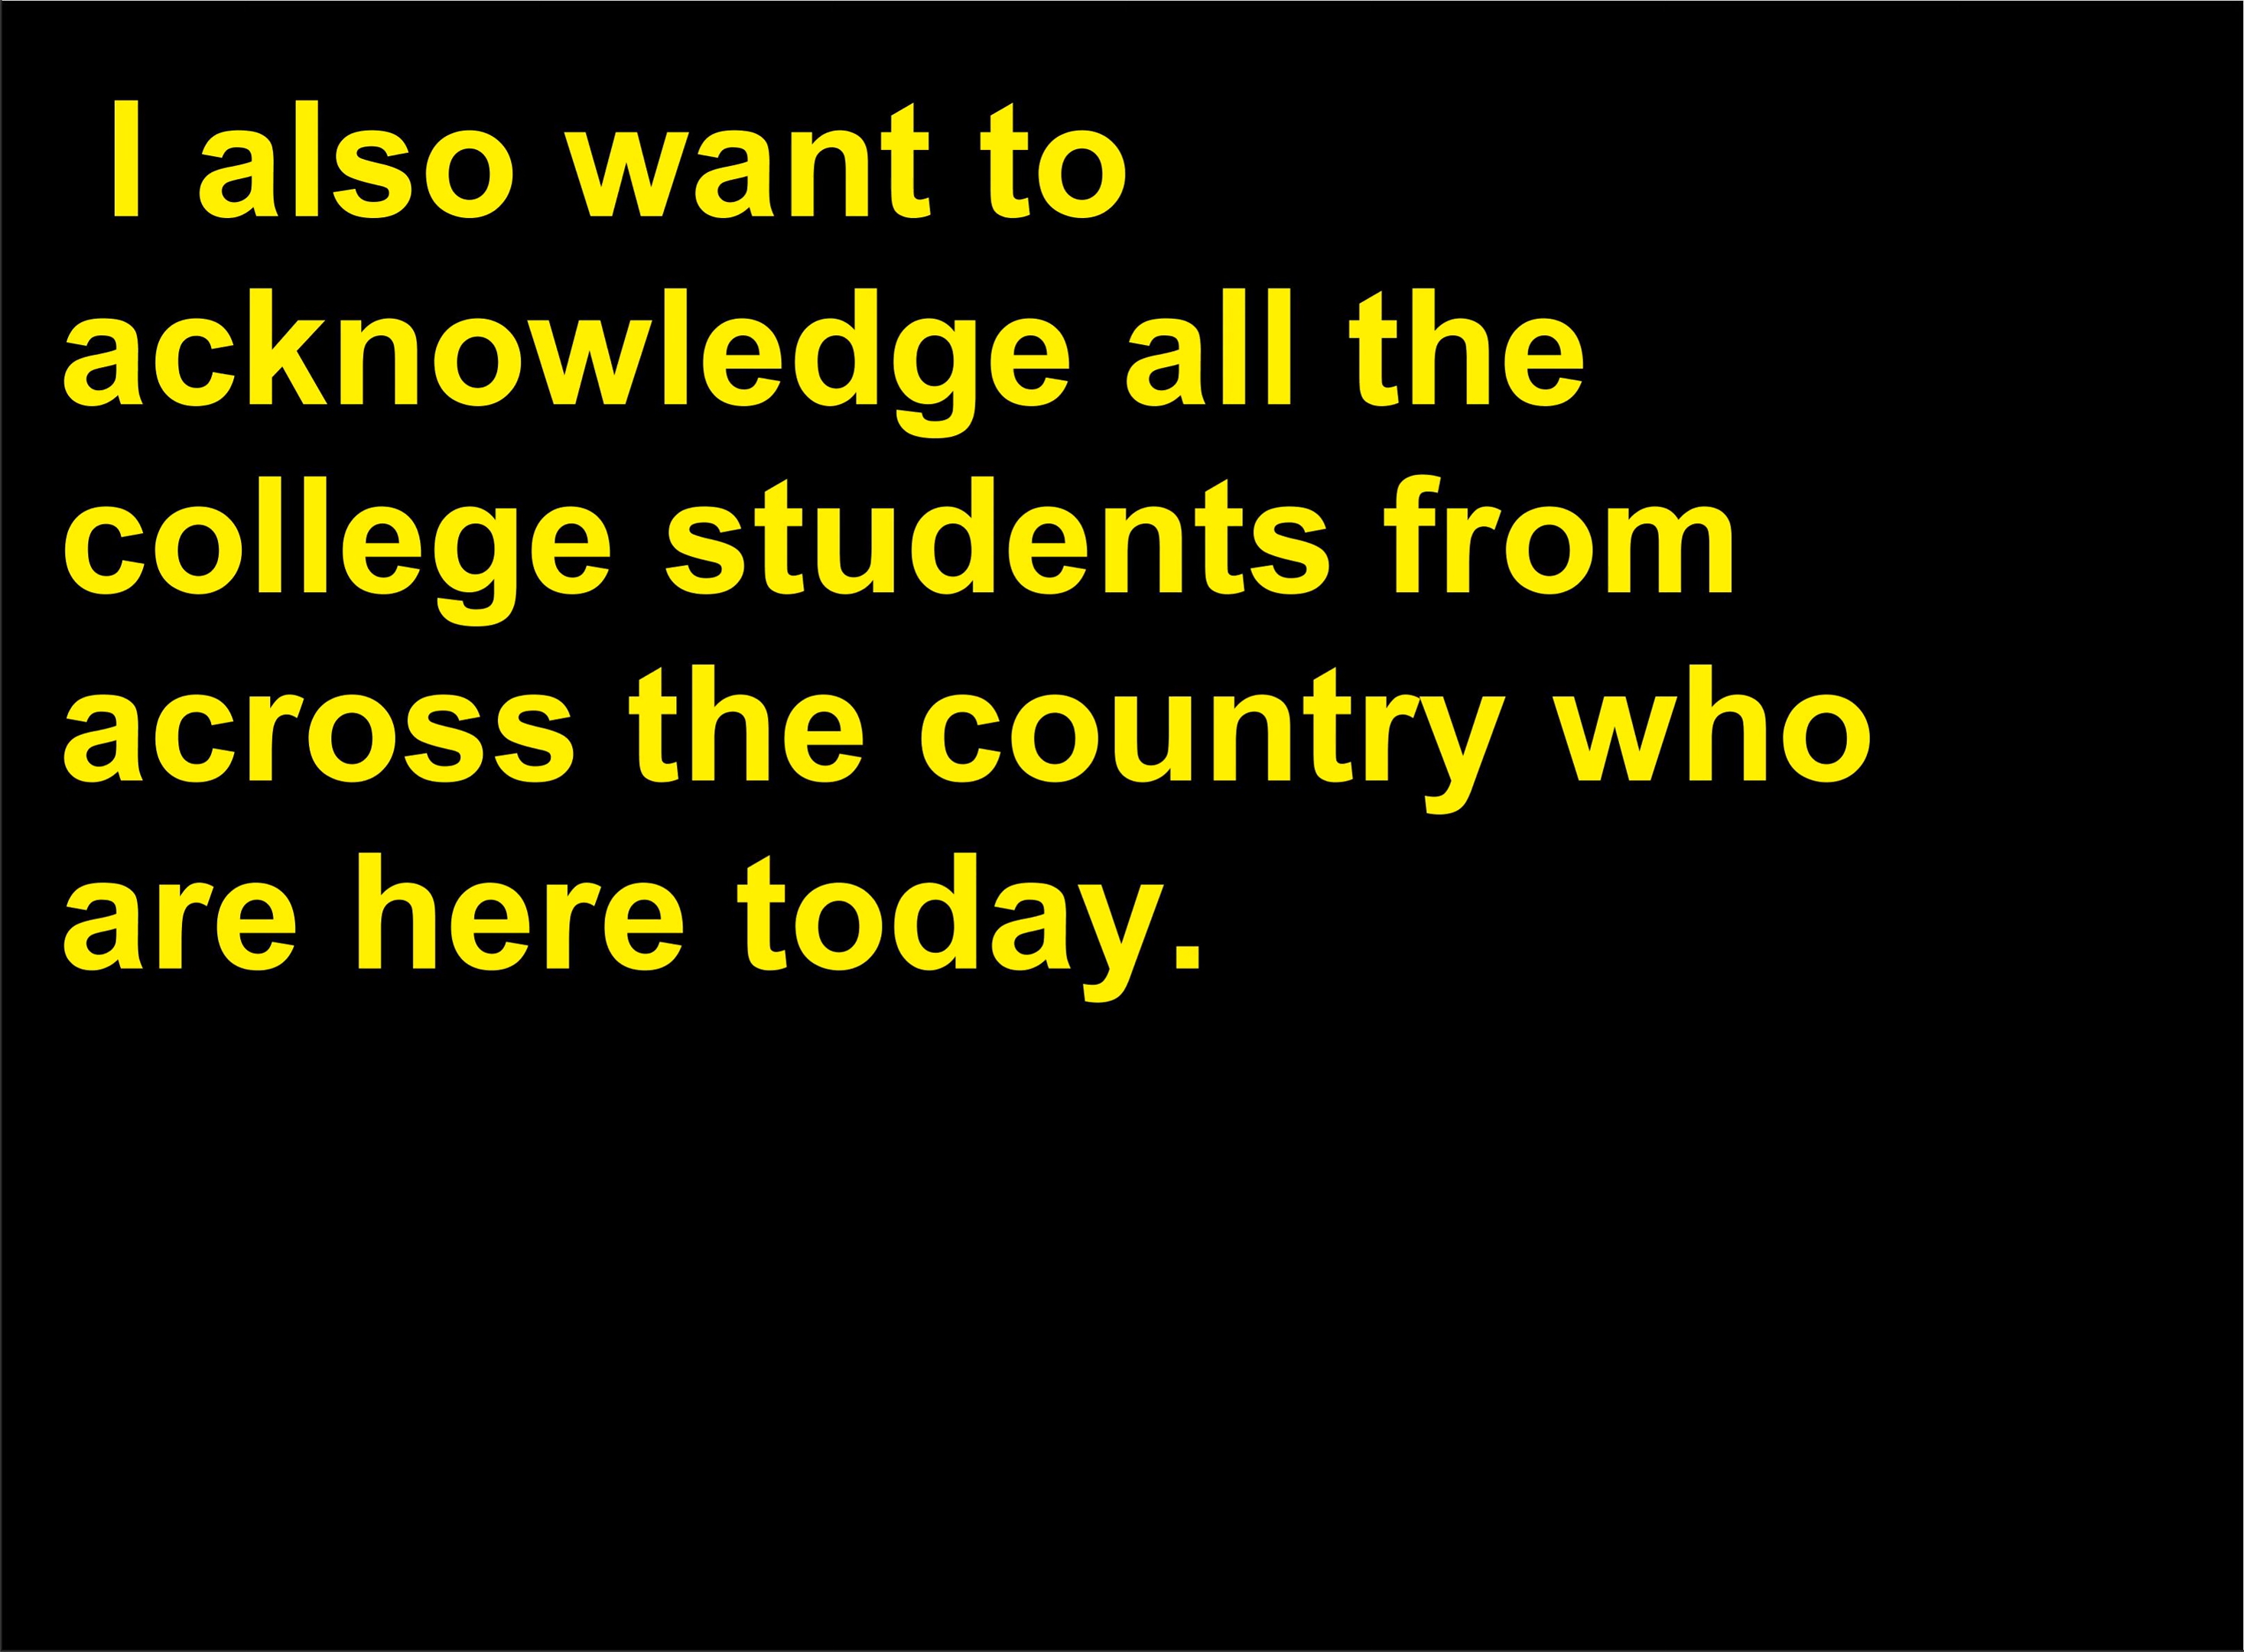 I also want to
acknowledge all the
college students from
across the country who
are here today.